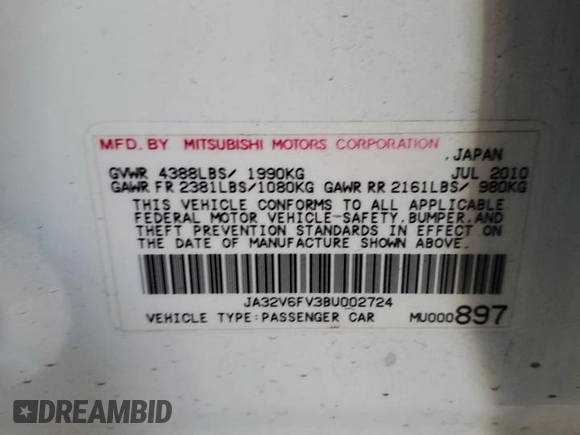 MFD. BY MITSUBISHI MOTORS CORPORATION
, JAPAN
GVWR 4388LBS/ 1990KG JUL 2010
GAWR FR 2381LBS/1080KG GAWR RR 2161LBS/ 980KG
THIS VEHICLE CONFORMS TO ALL APPLICABLE
FEDERAL MOTOR VEHICLE-SAFETY,BUMPER,AND
THEFT PREVENTION STANDARDS IN EFFECT ON
THE DATE OF MANUFACTURE SHOWN ABOVE.
JA32V6FV3BU002724
VEHICLE TYPE:PASSENGER CAR MU000897
DREAMBID